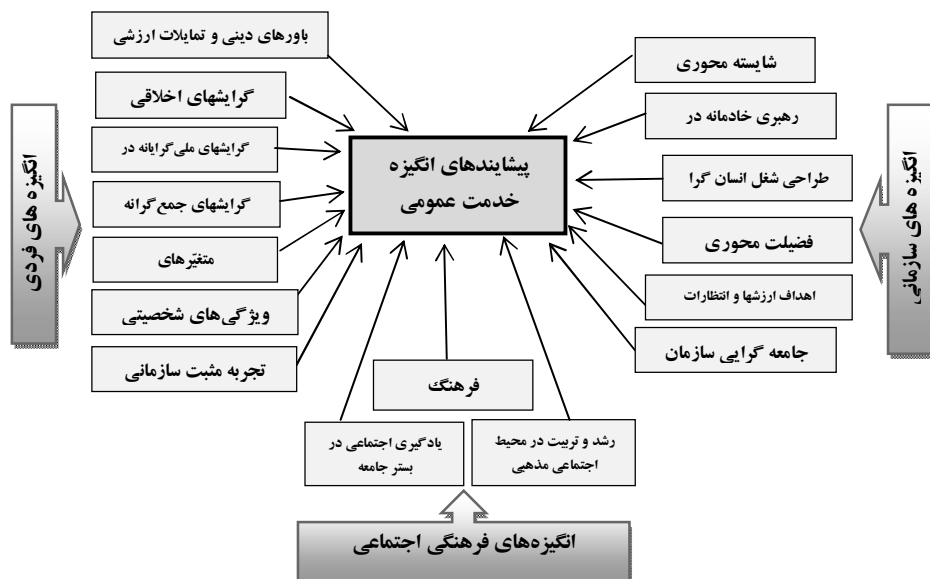 باورهای دینی و تمایلات ارزشی
شایسته محوری
گرایشهای اخلاقی
رهبری خادمانه در
گرایشهای ملی‌گرایانه در
پیشایندهای انگیزه
خدمت عمومی
طراحی شغل انسان گرا
گرایشهای جمع‌گرانه
فضیلت محوری
متغیّرهای
اهداف ارزشها و انتظارات
ویژگی‌های شخصیتی
جامعه گرایی سازمان
تجربه مثبت سازمانی
فرهنگ
انگیزه های فردی
انگیزه های سازمانی
یادگیری اجتماعی در
بستر جامعه
رشد و تربیت در محیط
اجتماعی مذهبی
انگیزه‌های فرهنگی اجتماعی